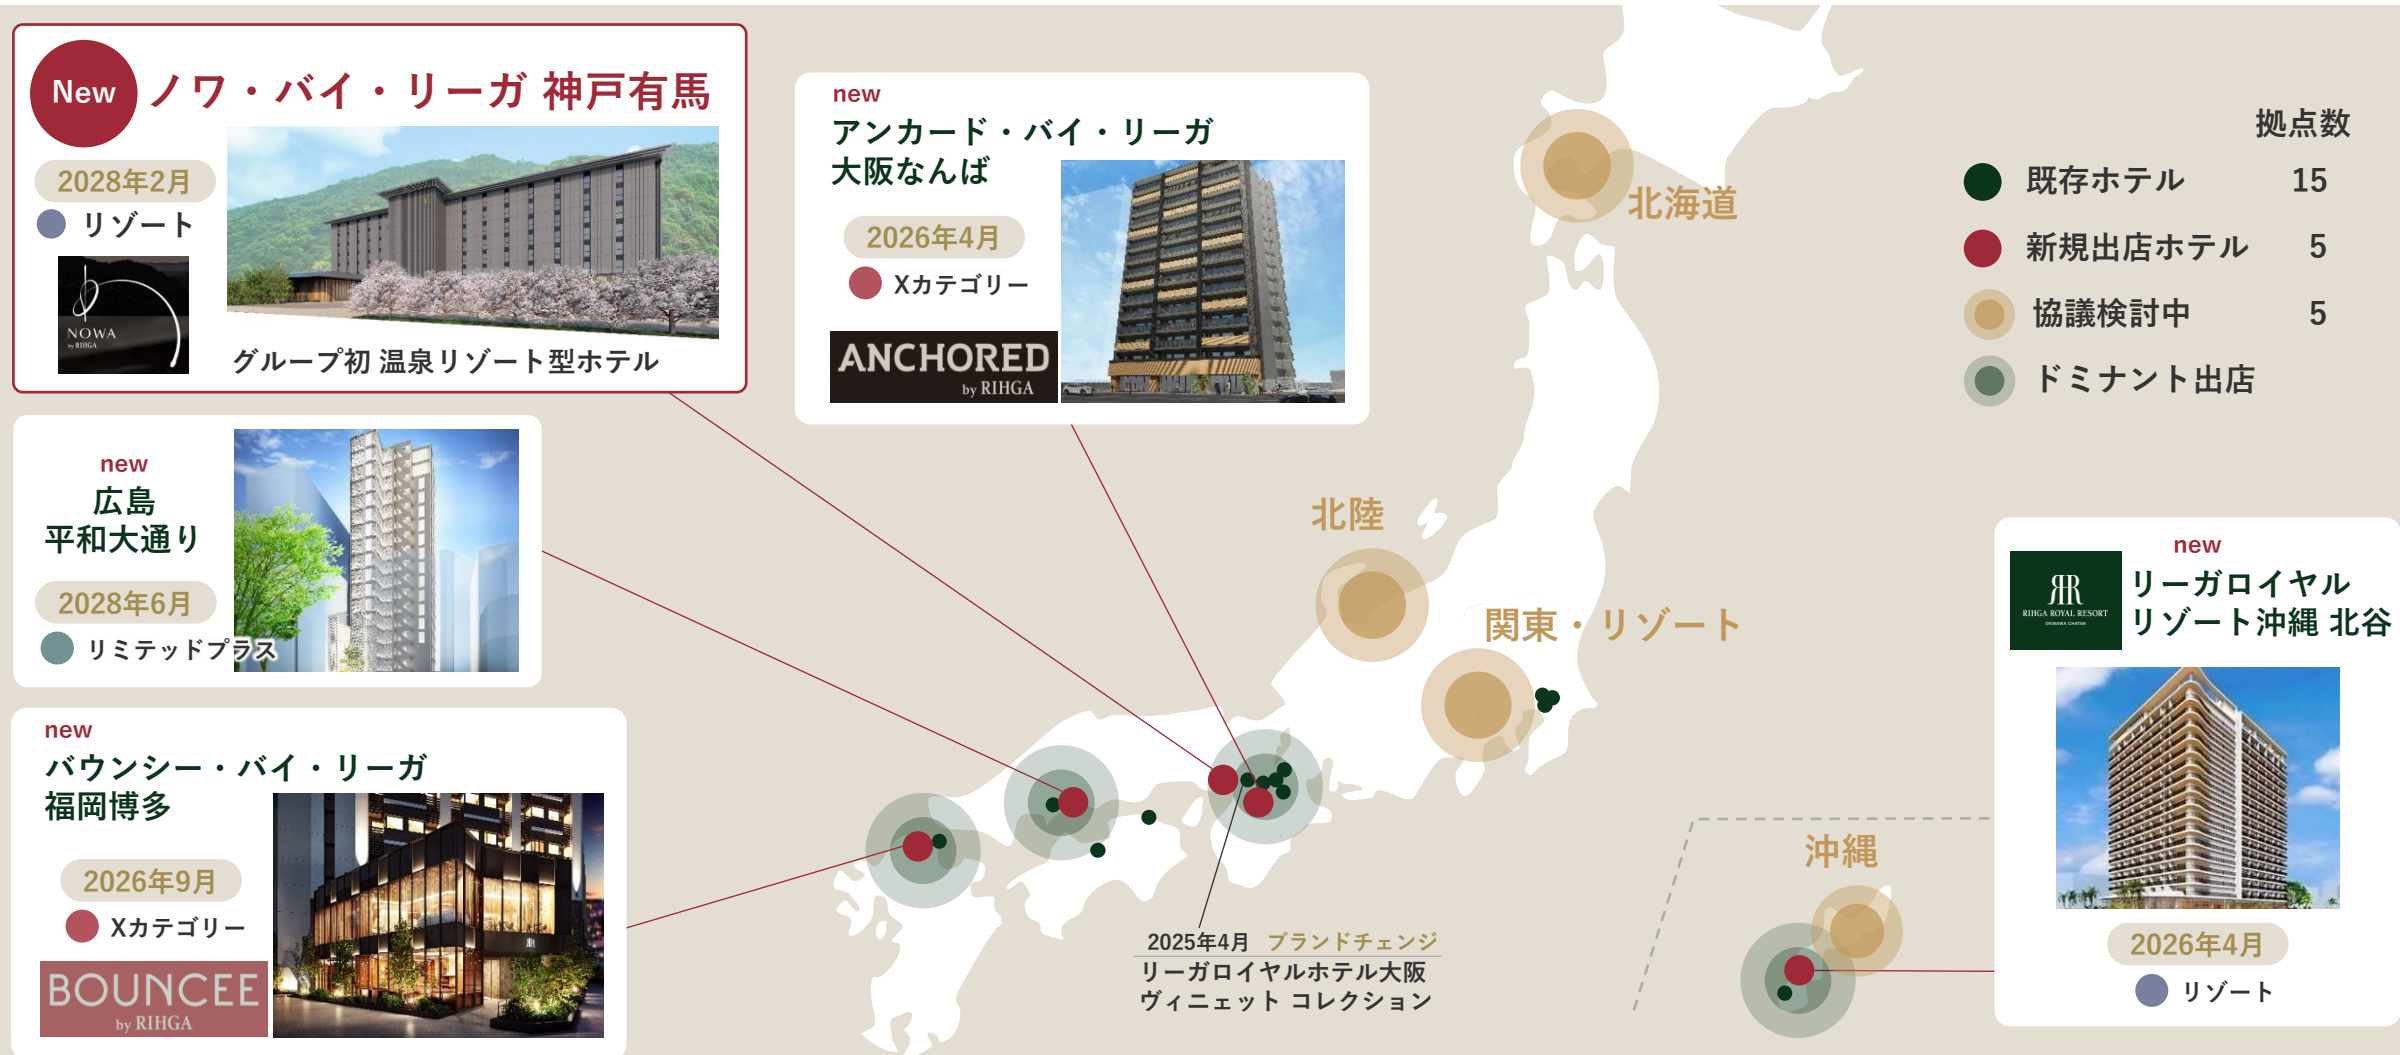 New
ノワ・バイ・リーガ 神戸有馬
2028年2月
リゾート
NOWA
by RIHGA
グループ初 温泉リゾート型ホテル
new
アンカード・バイ・リーガ
大阪なんば
2026年4月
Xカテゴリー
ANCHORED
by RIHGA
拠点数
既存ホテル 15
新規出店ホテル 5
協議検討中 5
ドミナント出店
北海道
北陸
関東・リゾート
沖縄
new
広島
平和大通り
2028年6月
リミテッドプラス
new
バウンシー・バイ・リーガ
福岡博多
2026年9月
Xカテゴリー
BOUNCEE
by RIHGA
2025年4月 ブランドチェンジ
リーガロイヤルホテル大阪
ヴィニェット コレクション
new
RIHGA ROYAL RESORT
OKINAWA CHATAN
リーガロイヤル
リゾート沖縄 北谷
2026年4月
リゾート